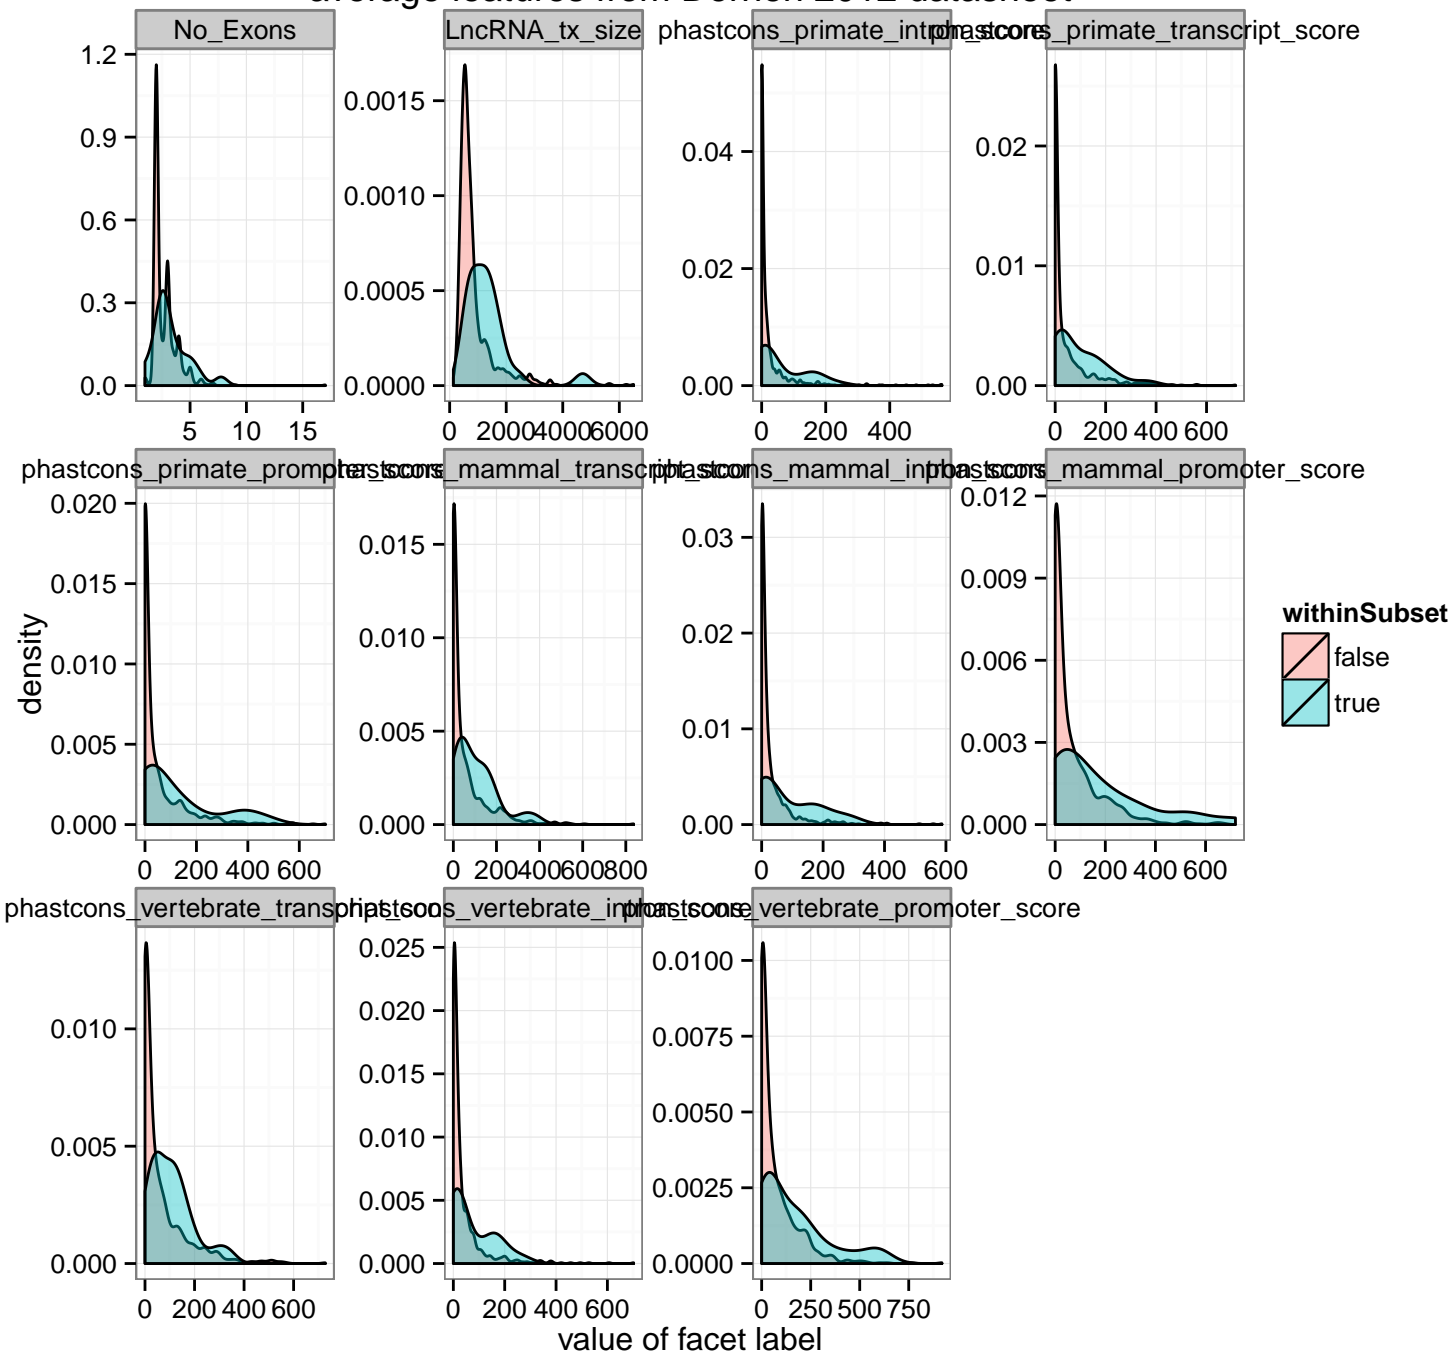 average features from Derrien 2012 datasheet
No_Exons
LncRNA_tx_size
phastcons_primate_intron_score
phastcons_primate_transcript_score
1.2
0.9
0.6
0.3
0.0
0.0015
0.0010
0.0005
0.0000
0.04
0.02
0.00
0.02
0.01
0.00
5 10 15
0 2000 4000 6000
0 200 400
0 200 400 600
phastcons_primate_promoter_score
phastcons_mammal_transcript_score
phastcons_mammal_intron_score
phastcons_mammal_promoter_score
0.020
0.015
0.010
0.005
0.000
0.015
0.010
0.005
0.000
0.03
0.02
0.01
0.00
0.012
0.009
0.006
0.003
0.000
0 200 400 600
0 200 400 600 800
0 200 400 600
0 200 400 600
phastcons_vertebrate_transcript_score
phastcons_vertebrate_intron_score
phastcons_vertebrate_promoter_score
0.010
0.005
0.000
0.025
0.020
0.015
0.010
0.005
0.000
0.0100
0.0075
0.0050
0.0025
0.0000
0 200 400 600
0 200 400 600
0 250 500 750
density
value of facet label
withinSubset
false
true